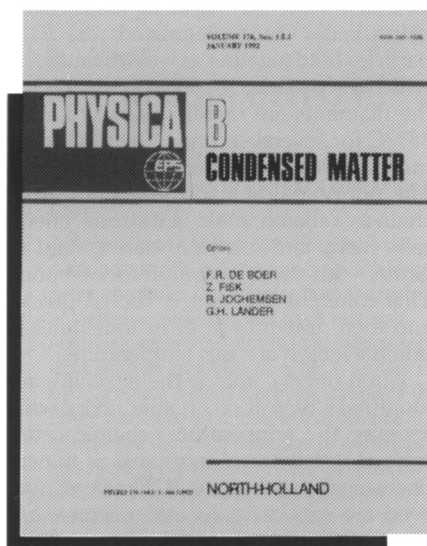 VOLUME 176, Nos. 1 & 2
JANUARY 1992
PHYSICA
B
EPS
CONDENSED MATTER
Editors
F.R. DE BOER
Z. FISK
R. JOCHEMSEN
G.H. LANDER
NORTH-HOLLAND